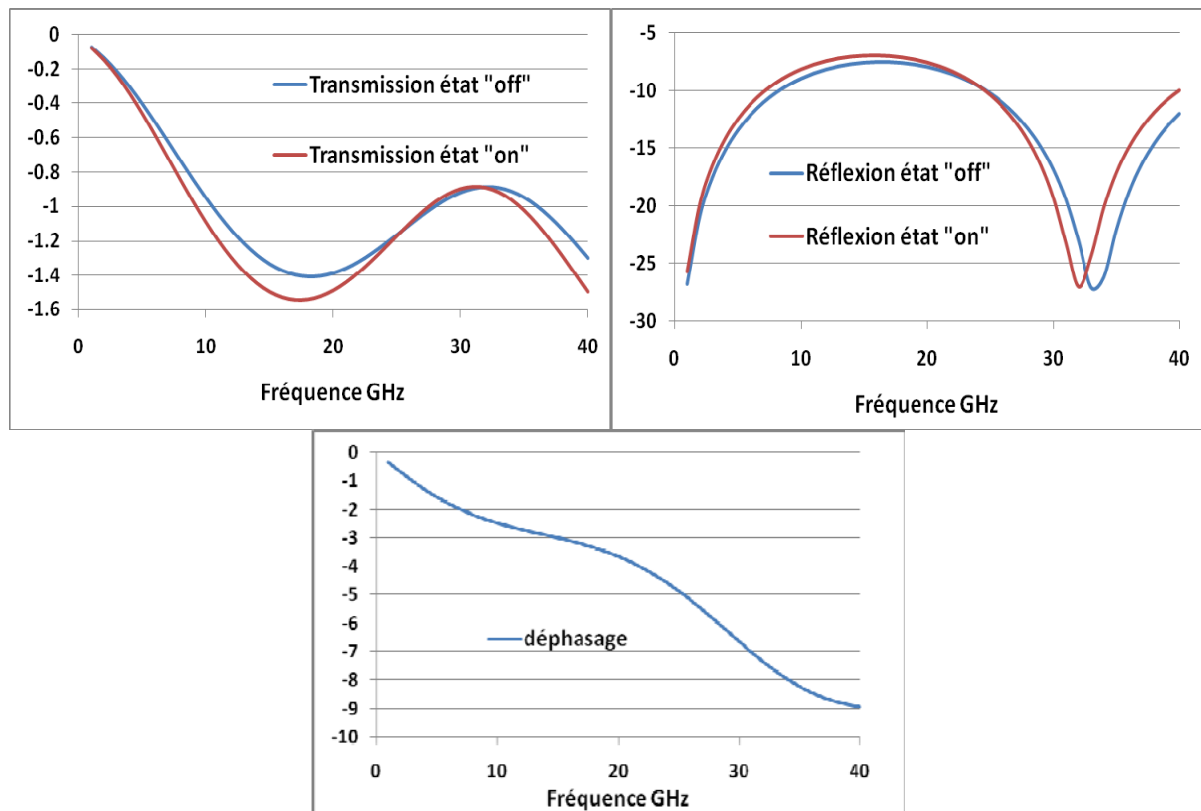 0
-0.2
-0.4
-0.6
-0.8
-1
-1.2
-1.4
-1.6
Transmission état "off"
Transmission état "on"
0 10 20 30 40
Fréquence GHz
-5
-10
-15
-20
-25
-30
Réflexion état "off"
Réflexion état "on"
0 10 20 30 40
Fréquence GHz
0
-1
-2
-3
-4
-5
-6
-7
-8
-9
-10
déphasage
0 10 20 30 40
Fréquence GHz